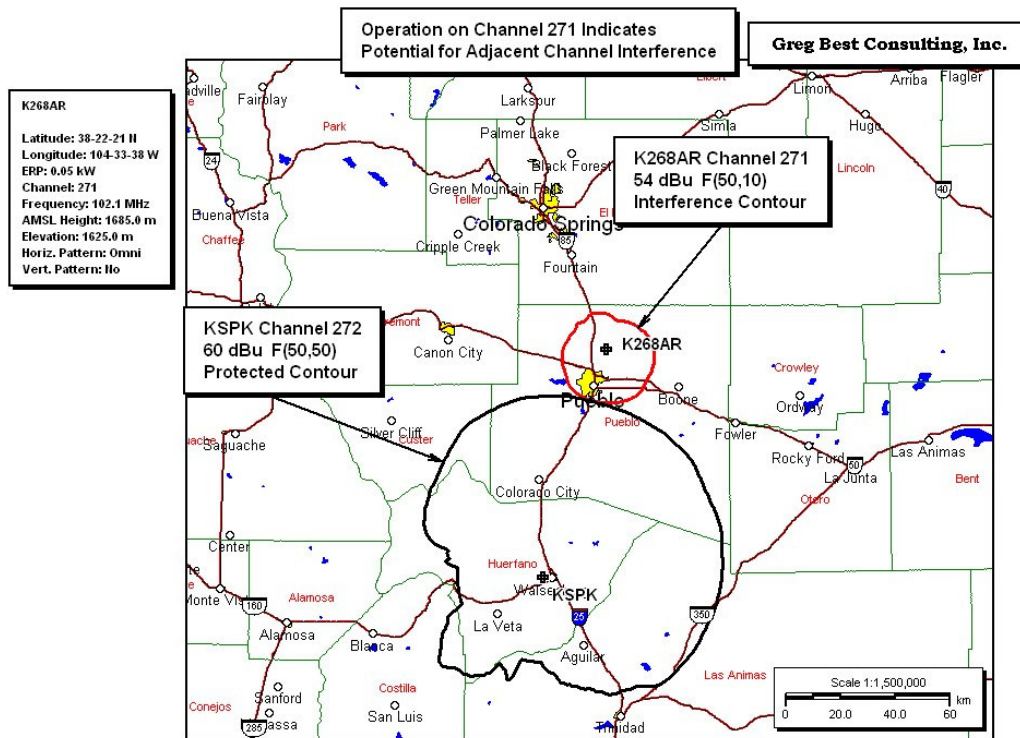 Operation on Channel 271 Indicates
Potential for Adjacent Channel Interference
Greg Best Consulting, Inc.
K268AR
Latitude: 38-22-21 N
Longitude: 104-33-38 W
ERP: 0.05 kW
Channel: 271
Frequency: 102.1 MHz
AMSL Height: 1685.0 m
Elevation: 1625.0 m
Horiz. Pattern: Omni
Vert. Pattern: No
K268AR Channel 271
54 dBu F(50,10)
Interference Contour
KSPK Channel 272
60 dBu F(50,50)
Protected Contour
Fairplay
Larkspur
Limon
Arriba
Flagler
Park
Palmer Lake
Simla
Hugo
24
Black Forest
Lincoln
Green Mountain Falls
Teller
40
Buena Vista
Colorado Springs
Chaffee
Cripple Creek
85
Fountain
Canon City
K268AR
Crowley
Boone
Ordway
Pueblo
Pueblo
Silver Cliff
Custer
Fowler
Saguache
Rocky Ford
Las Animas
50
La Junta
Bent
Colorado City
Otero
Center
Huerfano
Monte Vis
Alamosa
KSPK
160
La Veta
25
350
Alamosa
Blanca
Aguilar
Las Animas
Sanford
Costilla
Conejos
San Luis
Trinidad
285
Scale 1:1,500,000
0 20.0 40.0 60
km